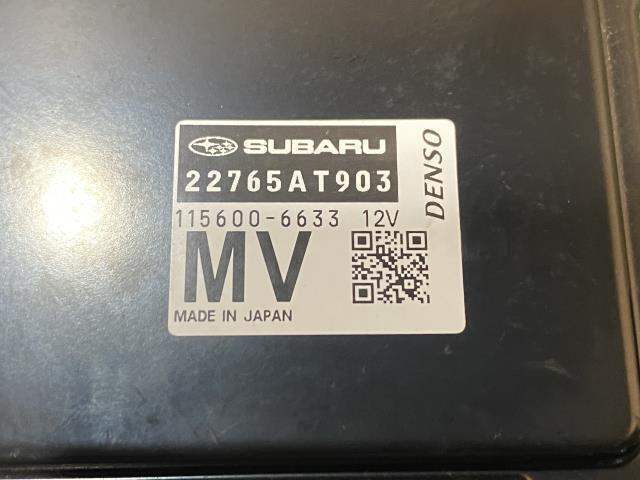 SUBARU
22765AT903
115600-6633 12V
MV
MADE IN JAPAN
DENSO